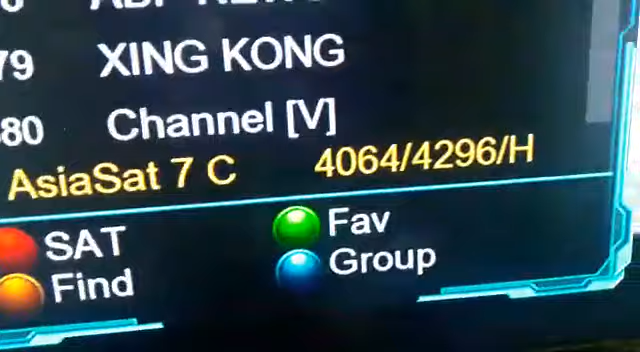 79 XING KONG
80 Channel [V]
AsiaSat 7 C 4064/4296/H
SAT Fav
Find Group